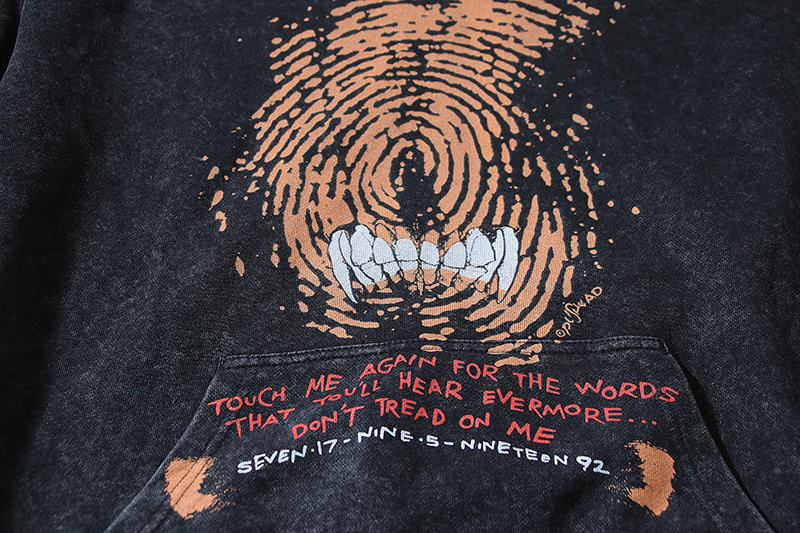 ©PUSHEAD
TOUCH ME AGAIN FOR THE WORDS
THAT YOU'LL HEAR EVERMORE...
DON'T TREAD ON ME
SEVEN·17-NINE·5-NINETEEN 92